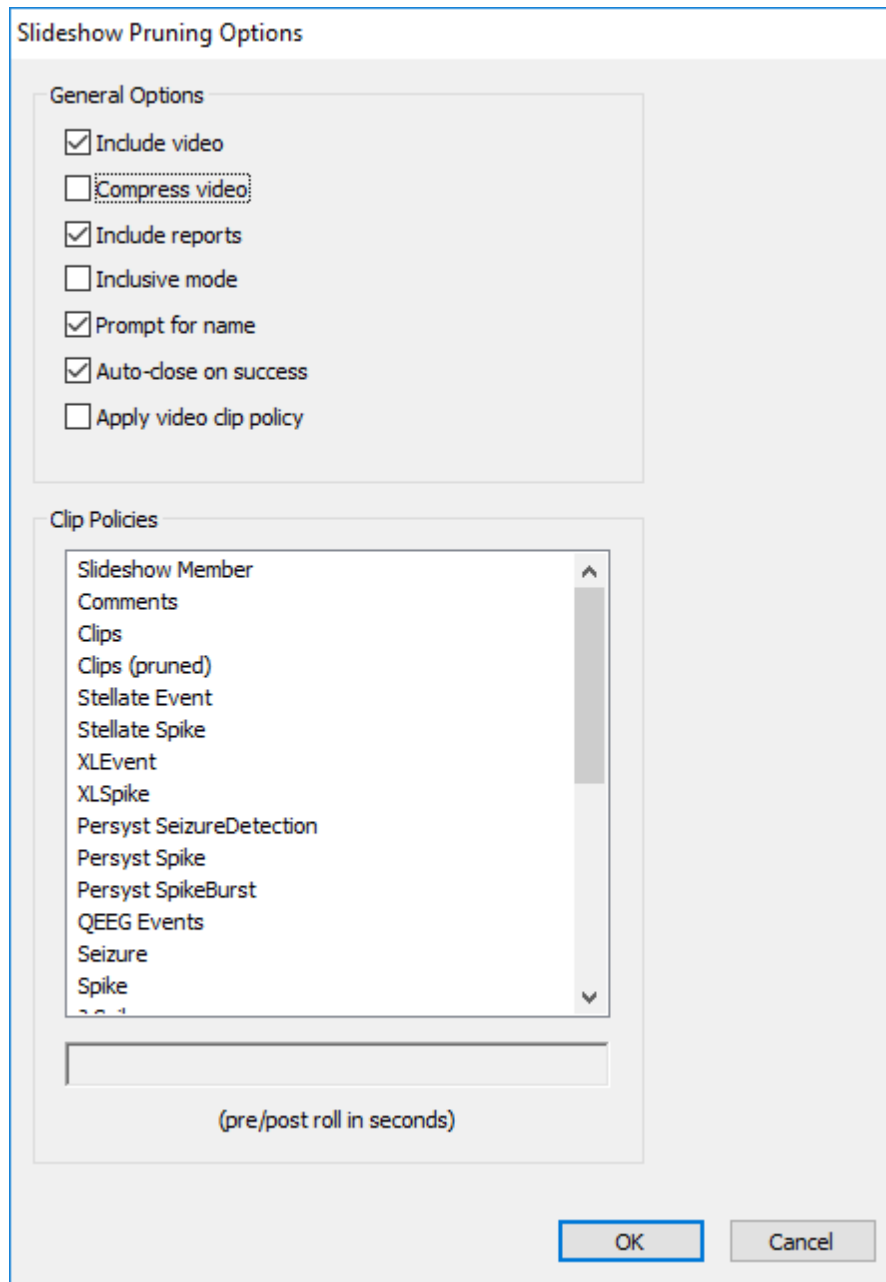 Slideshow Pruning Options
General Options
Include video
Compress video
Include reports
Inclusive mode
Prompt for name
Auto-close on success
Apply video clip policy
Clip Policies
Slideshow Member
Comments
Clips
Clips (pruned)
Stellate Event
Stellate Spike
XLEvent
XLSpike
Persyst SeizureDetection
Persyst Spike
Persyst SpikeBurst
QEEG Events
Seizure
Spike
(pre/post roll in seconds)
OK Cancel